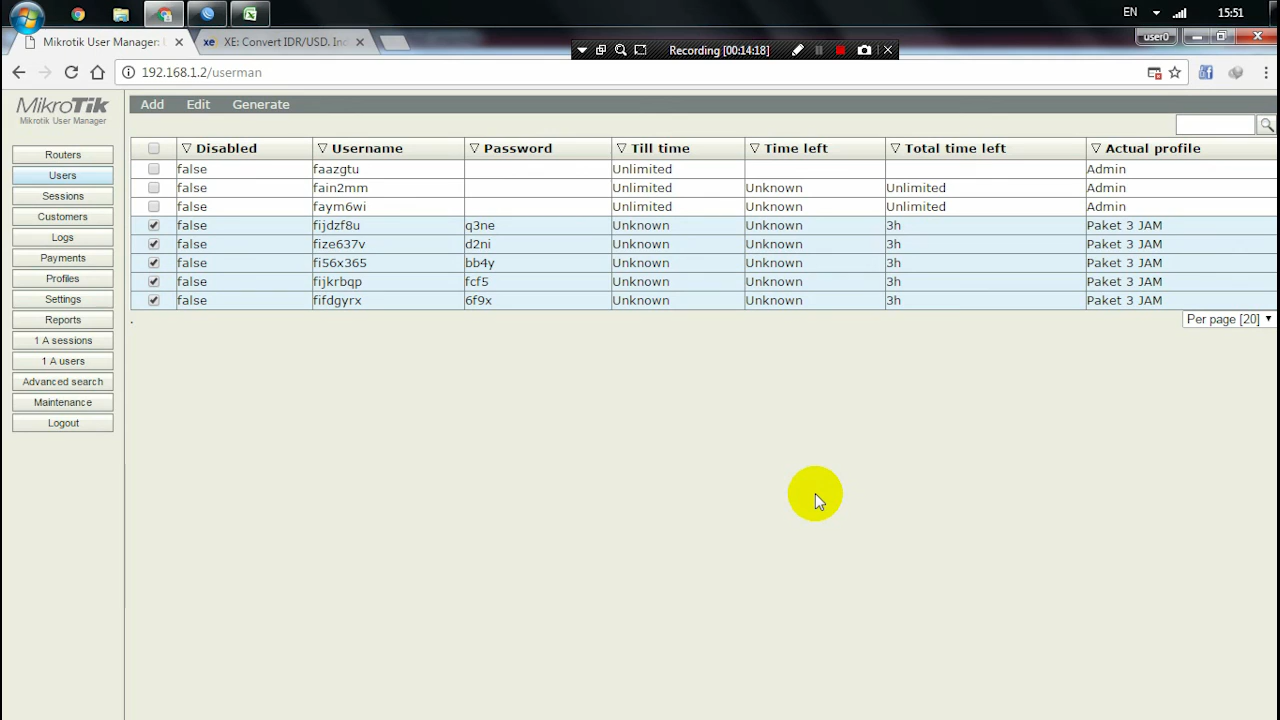 EN 15:51
Mikrotik User Manager: XE: Convert IDR/USD. Ind user0
Recording [00:14:18]
192.168.1.2/userman
MikroTik
Mikrotik User Manager
Add Edit Generate
Disabled Username Password Till time Time left Total time left Actual profile
false faazgtu Unlimited Admin
false fain2mm Unlimited Unknown Unlimited Admin
false faym6wi Unlimited Unknown Unlimited Admin
false fijdzf8u q3ne Unknown Unknown 3h Paket 3 JAM
false fize637v d2ni Unknown Unknown 3h Paket 3 JAM
false fi56x365 bb4y Unknown Unknown 3h Paket 3 JAM
false fijkrbqp fcf5 Unknown Unknown 3h Paket 3 JAM
false fifdgyrx 6f9x Unknown Unknown 3h Paket 3 JAM
.
Per page [20]
Routers
Users
Sessions
Customers
Logs
Payments
Profiles
Settings
Reports
1 A sessions
1 A users
Advanced search
Maintenance
Logout